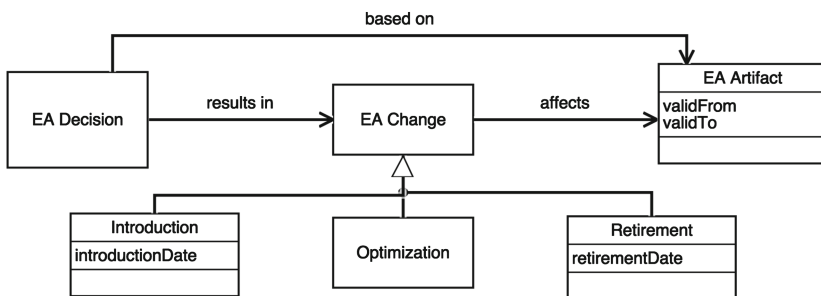 based on
EA Decision
results in
EA Change
affects
EA Artifact
validFrom
validTo
Introduction
introductionDate
Optimization
Retirement
retirementDate